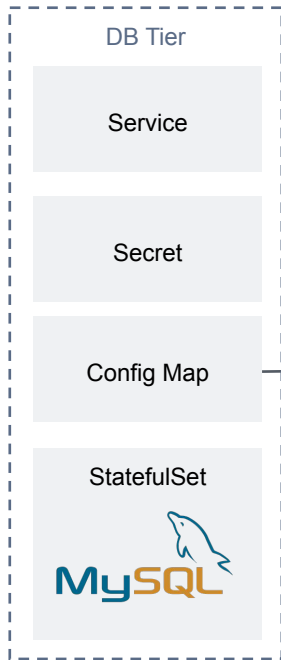 DB Tier
Service
Secret
Config Map
StatefulSet
MySQL